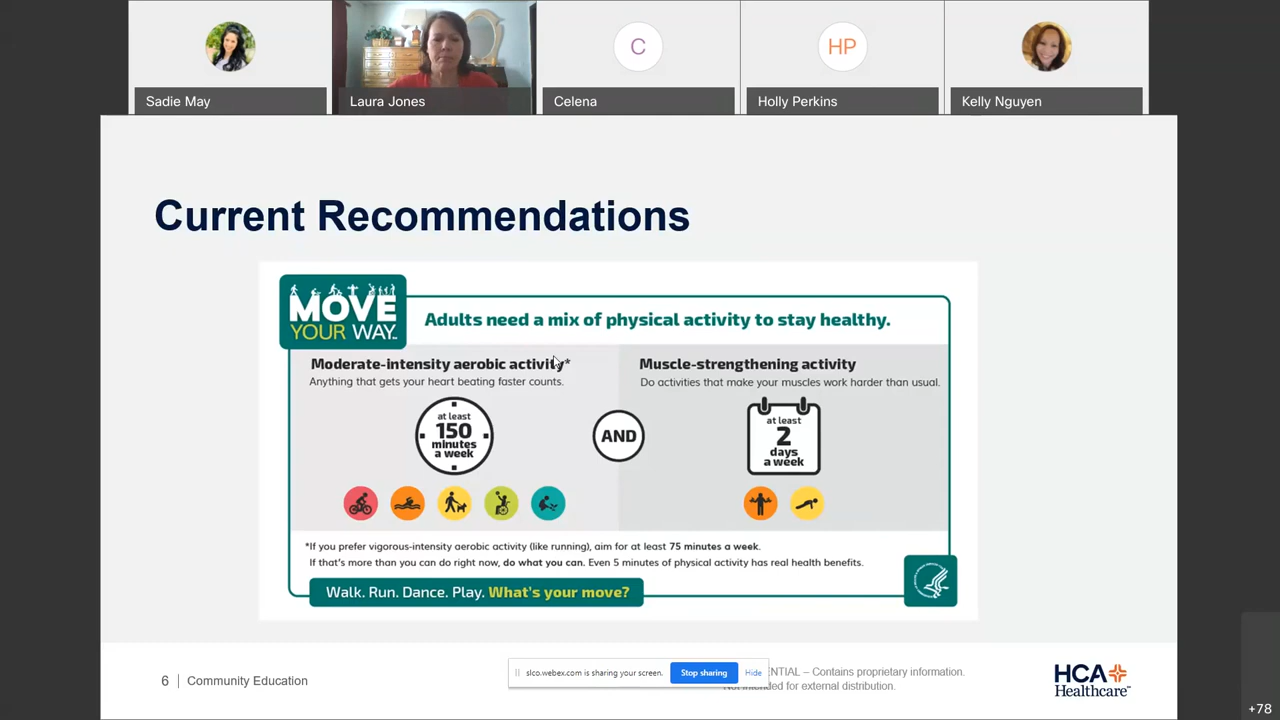 Sadie May
Laura Jones
C
Celena
HP
Holly Perkins
Kelly Nguyen
Current Recommendations
MOVE
YOUR WAY™
Adults need a mix of physical activity to stay healthy.
Moderate-intensity aerobic activity*
Anything that gets your heart beating faster counts.
at least
150
minutes
a week
AND
Muscle-strengthening activity
Do activities that make your muscles work harder than usual.
at least
2
days
a week
*If you prefer vigorous-intensity aerobic activity (like running), aim for at least 75 minutes a week.
If that's more than you can do right now, do what you can. Even 5 minutes of physical activity has real health benefits.
Walk. Run. Dance. Play. What's your move?
6 | Community Education
slco.webex.com is sharing your screen.
Stop sharing
Hide
– Contains proprietary information.
intended for external distribution.
HCA
Healthcare™
+78